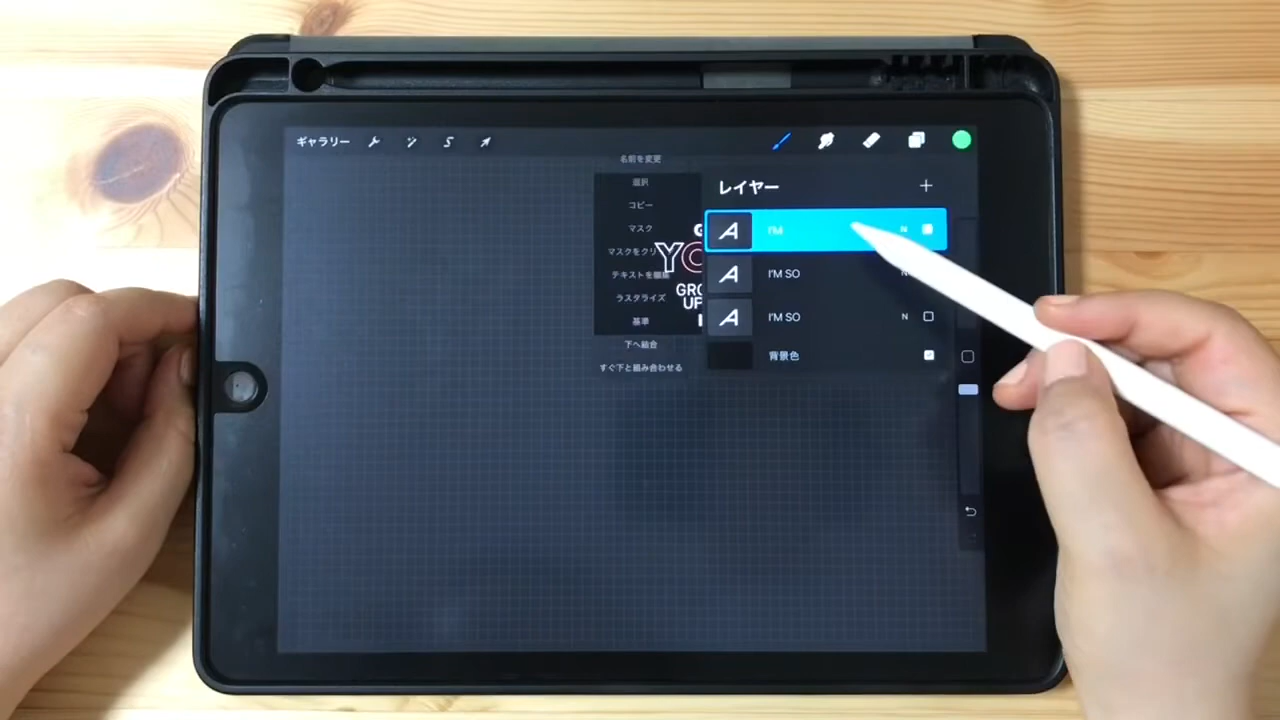 ギャラリー
名前を変更
選択
コピー
マスク
マスクをクリ
テキストを編集
ラスタライズ
基準
下へ結合
すぐ下と組み合わせる
G
YO
GRO
UP
I
レイヤー
I'M
N
I'M SO
N
I'M SO
N
背景色